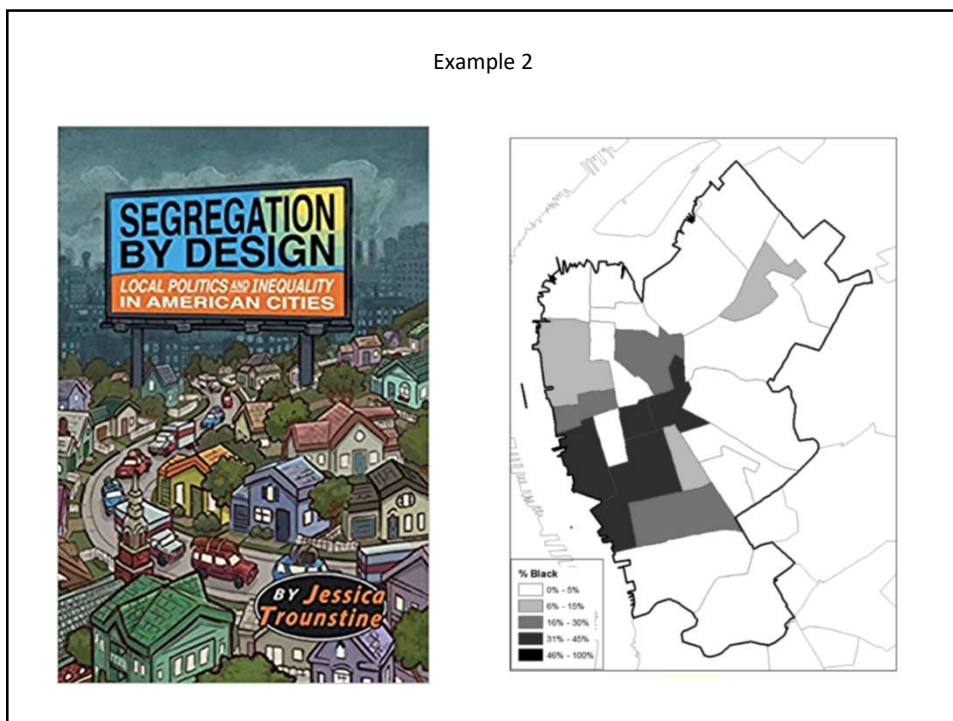 Example 2
SEGREGATION
BY DESIGN
LOCAL POLITICS AND INEQUALITY
IN AMERICAN CITIES
BY Jessica
Trounstine
% Black
0% - 5%
6% - 15%
16% - 30%
31% - 45%
46% - 100%